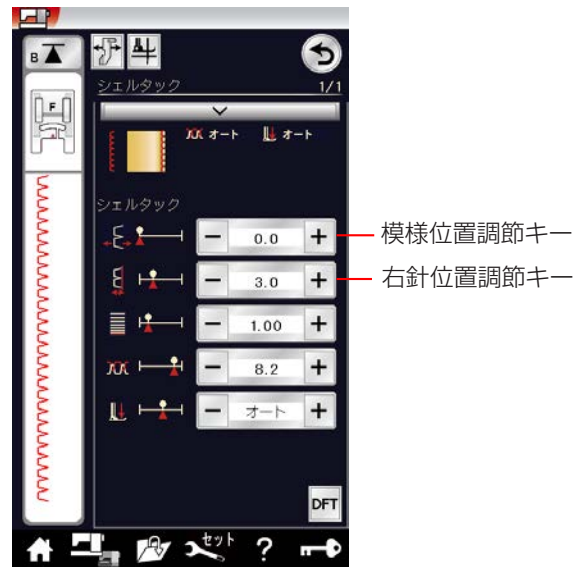 B
F
シェルタック 1/1
オート オート
シェルタック
− 0.0 + 模様位置調節キー
− 3.0 + 右針位置調節キー
− 1.00 +
− 8.2 +
− オート +
DFT
セット ?